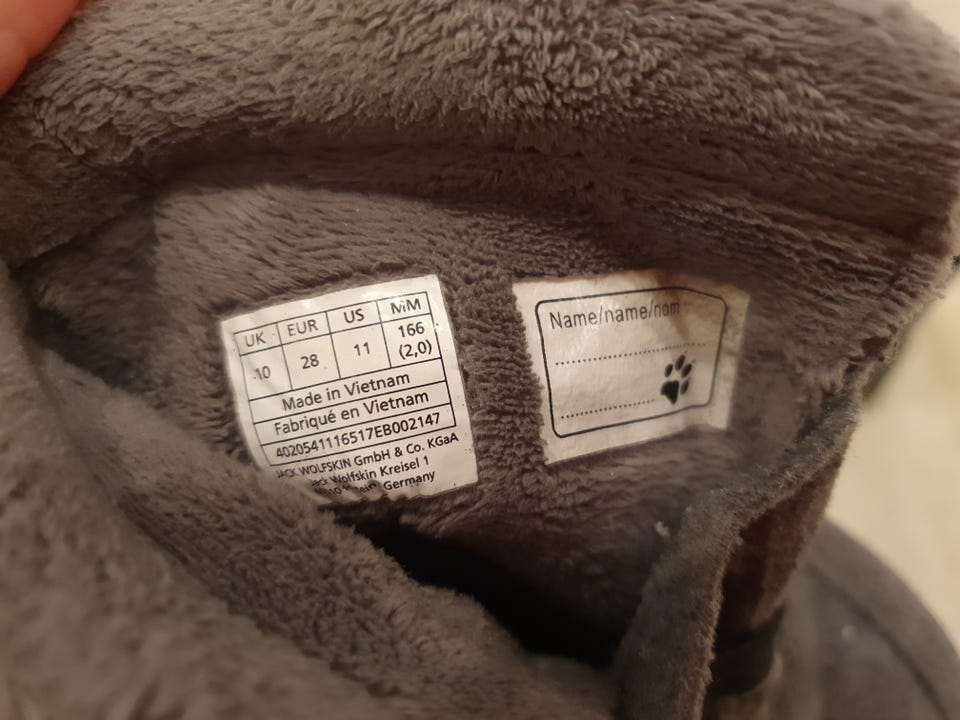 UK EUR US MM
10 28 11 166
(2,0)
Made in Vietnam
Fabriqué en Vietnam
4020541116517EB002147
JACK WOLFSKIN GmbH & Co. KGaA
Jack Wolfskin Kreisel 1
Germany
Name/name/nom